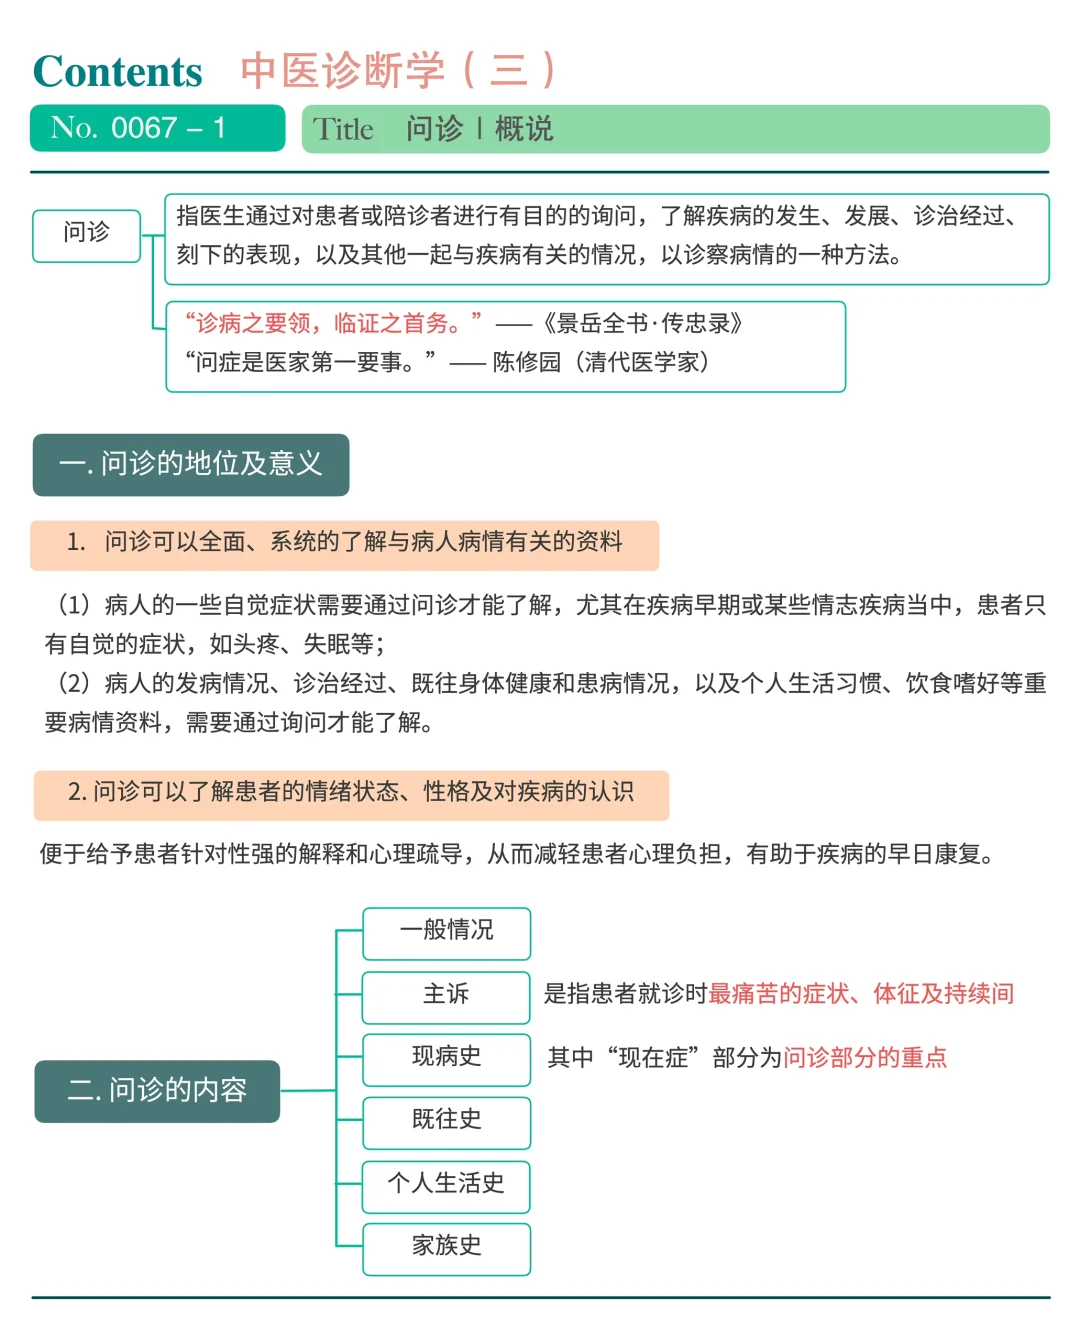 Contents 中医诊断学（三）
No. 0067 – 1 Title 问诊 | 概说
问诊
指医生通过对患者或陪诊者进行有目的的询问，了解疾病的发生、发展、诊治经过、
刻下的表现，以及其他一起与疾病有关的情况，以诊察病情的一种方法。
“诊病之要领，临证之首务。”——《景岳全书·传忠录》
“问症是医家第一要事。”—— 陈修园（清代医学家）
一. 问诊的地位及意义
1. 问诊可以全面、系统的了解与病人病情有关的资料
（1）病人的一些自觉症状需要通过问诊才能了解，尤其在疾病早期或某些情志疾病当中，患者只
有自觉的症状，如头疼、失眠等；
（2）病人的发病情况、诊治经过、既往身体健康和患病情况，以及个人生活习惯、饮食嗜好等重
要病情资料，需要通过询问才能了解。
2. 问诊可以了解患者的情绪状态、性格及对疾病的认识
便于给予患者针对性强的解释和心理疏导，从而减轻患者心理负担，有助于疾病的早日康复。
二. 问诊的内容
一般情况
主诉 是指患者就诊时最痛苦的症状、体征及持续间
现病史 其中“现在症”部分为问诊部分的重点
既往史
个人生活史
家族史